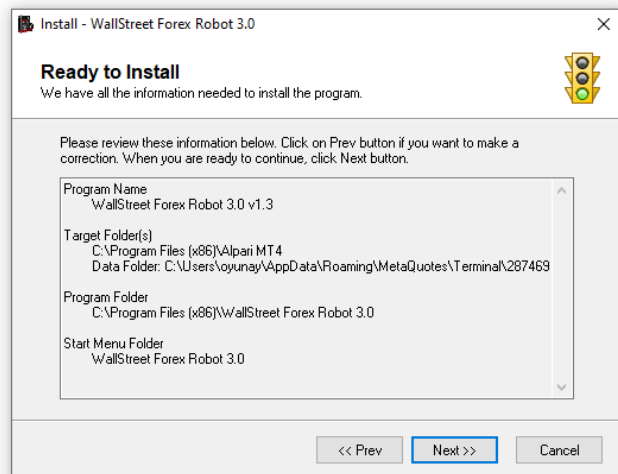 Install - WallStreet Forex Robot 3.0
Ready to Install
We have all the information needed to install the program.
Please review these information below. Click on Prev button if you want to make a
correction. When you are ready to continue, click Next button.
Program Name
WallStreet Forex Robot 3.0 v1.3
Target Folder(s)
C:\Program Files (x86)\Alpari MT4
Data Folder: C:\Users\oyunay\AppData\Roaming\MetaQuotes\Terminal\287469
Program Folder
C:\Program Files (x86)\WallStreet Forex Robot 3.0
Start Menu Folder
WallStreet Forex Robot 3.0
<< Prev
Next >>
Cancel